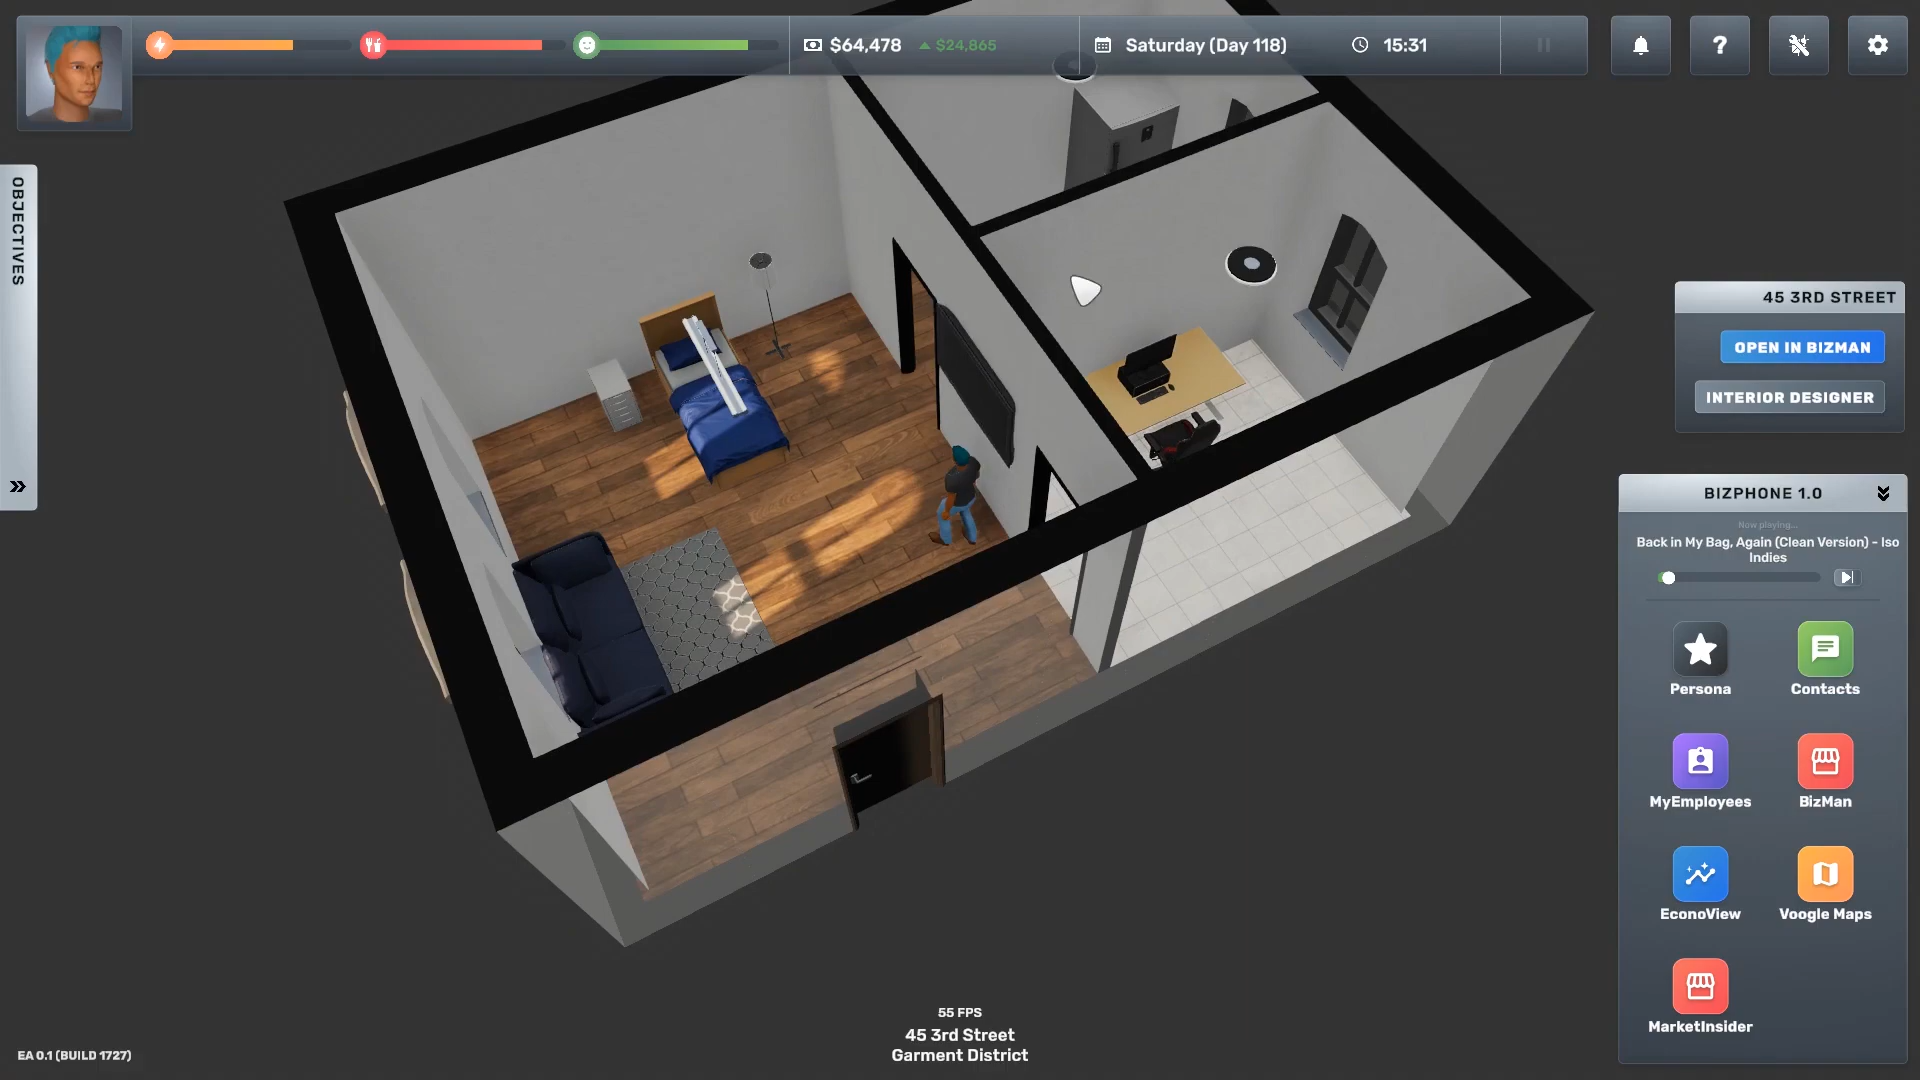 $64,478
$24,865
Saturday (Day 118)
15:31
?
OBJECTIVES
45 3RD STREET
OPEN IN BIZMAN
INTERIOR DESIGNER
BIZPHONE 1.0
Now playing...
Back in My Bag, Again (Clean Version) - Iso
Indies
Persona
Contacts
MyEmployees
BizMan
EconoView
Voogle Maps
MarketInsider
55 FPS
45 3rd Street
Garment District
EA 0.1 (BUILD 1727)